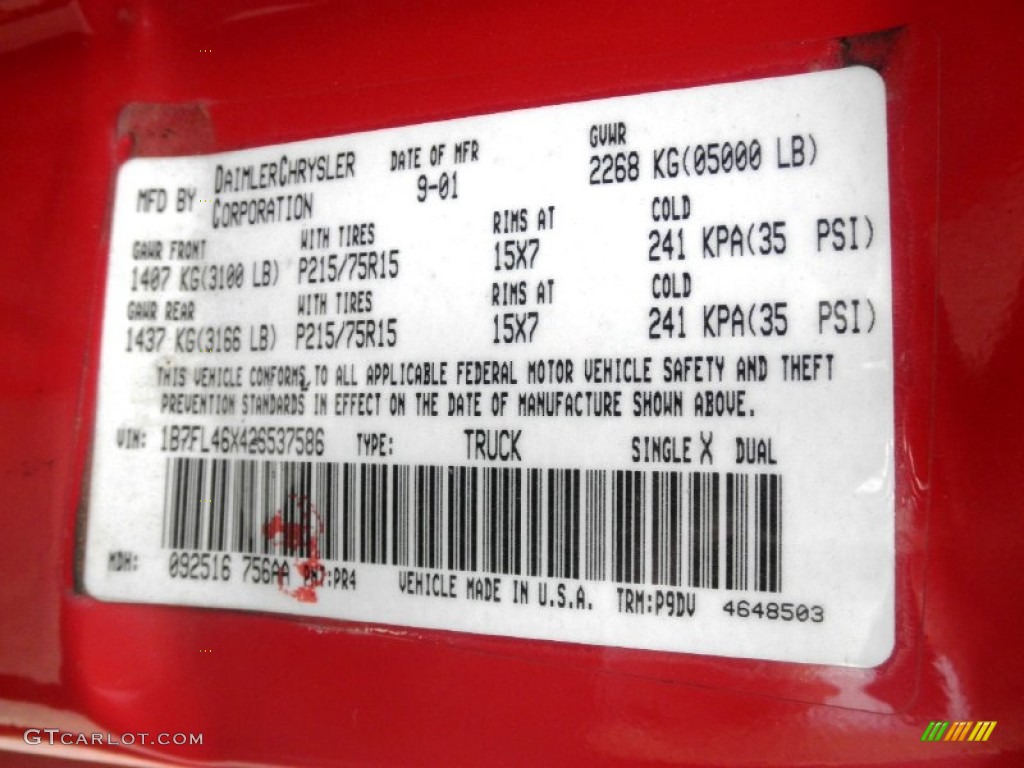 MFD BY DAIMLERCHRYSLER CORPORATION DATE OF MFR 9-01 GVWR 2268 KG(05000 LB)
GAWR FRONT WITH TIRES RIMS AT COLD
1407 KG(3100 LB) P215/75R15 15X7 241 KPA(35 PSI)
GAWR REAR WITH TIRES RIMS AT COLD
1437 KG(3166 LB) P215/75R15 15X7 241 KPA(35 PSI)
THIS VEHICLE CONFORMS TO ALL APPLICABLE FEDERAL MOTOR VEHICLE SAFETY AND THEFT
PREVENTION STANDARDS IN EFFECT ON THE DATE OF MANUFACTURE SHOWN ABOVE.
VIN: 1B7FL46X42S537586 TYPE: TRUCK SINGLE X DUAL
MDH: 092516 756AA PNT:PR4 VEHICLE MADE IN U.S.A. TRM:P9DV 4648503
GTCARLOT.COM